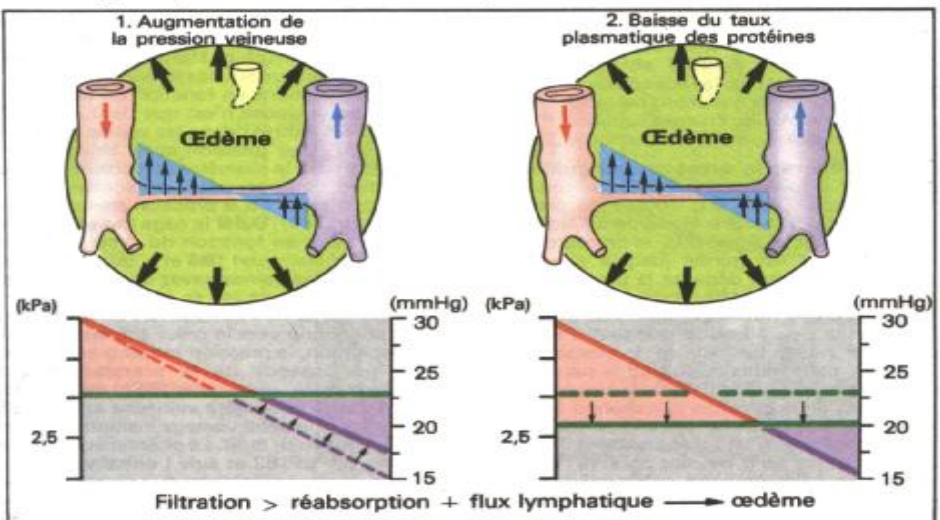 1. Augmentation de
la pression veineuse
2. Baisse du taux
plasmatique des protéines
Œdème
Œdème
(kPa)
(mmHg)
30
25
20
15
2,5
(kPa)
(mmHg)
30
25
20
15
2,5
Filtration > réabsorption + flux lymphatique → œdème